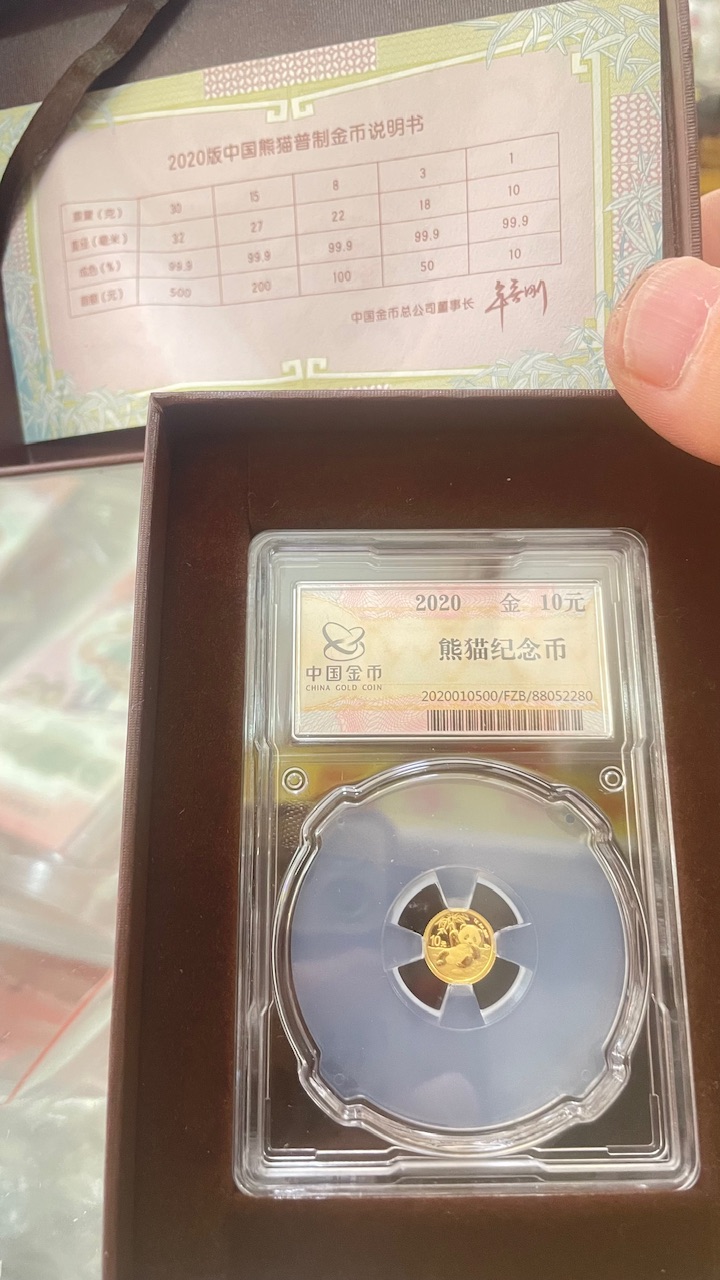 2020版中国熊猫普制金币说明书
重量(克) 30 15 8 3 1
直径(毫米) 32 27 22 18 10
成色(%) 99.9 99.9 99.9 99.9 99.9
面额(元) 500 200 100 50 10
中国金币总公司董事长
2020 金 10元
熊猫纪念币
中国金币
CHINA GOLD COIN
2020010500/FZB/88052280
10元